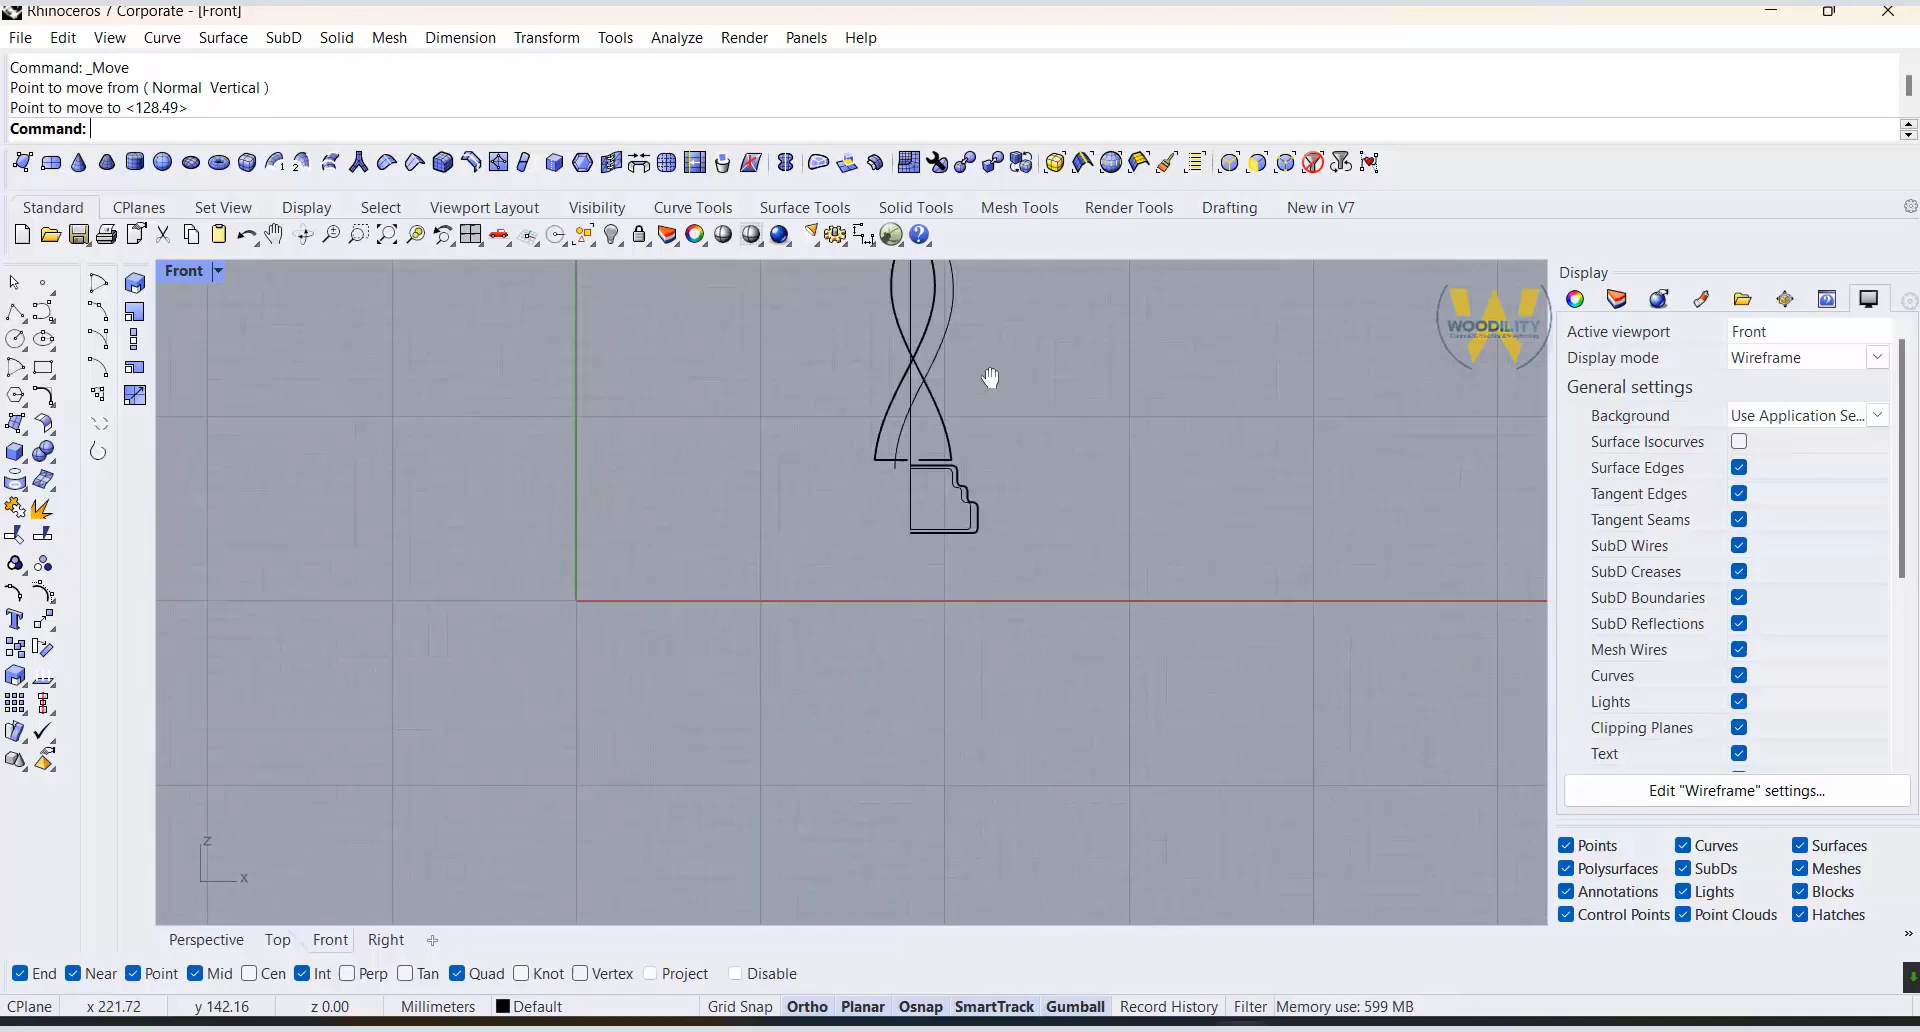 Rhinoceros 7 Corporate - [Front]
File Edit View Curve Surface SubD Solid Mesh Dimension Transform Tools Analyze Render Panels Help
Command: _Move
Point to move from ( Normal Vertical )
Point to move to <128.49>
Command:
Standard CPlanes Set View Display Select Viewport Layout Visibility Curve Tools Surface Tools Solid Tools Mesh Tools Render Tools Drafting New in V7
Front
Display
WOODILITY
Active viewport Front
Display mode Wireframe
General settings
Background Use Application Se...
Surface Isocurves
Surface Edges
Tangent Edges
Tangent Seams
SubD Wires
SubD Creases
SubD Boundaries
SubD Reflections
Mesh Wires
Curves
Lights
Clipping Planes
Text
Edit "Wireframe" settings...
z
x
Points Curves Surfaces
Polysurfaces SubDs Meshes
Annotations Lights Blocks
Control Points Point Clouds Hatches
Perspective Top Front Right
»
End Near Point Mid Cen Int Perp Tan Quad Knot Vertex Project Disable
CPlane x 221.72 y 142.16 z 0.00 Millimeters Default Grid Snap Ortho Planar Osnap SmartTrack Gumball Record History Filter Memory use: 599 MB